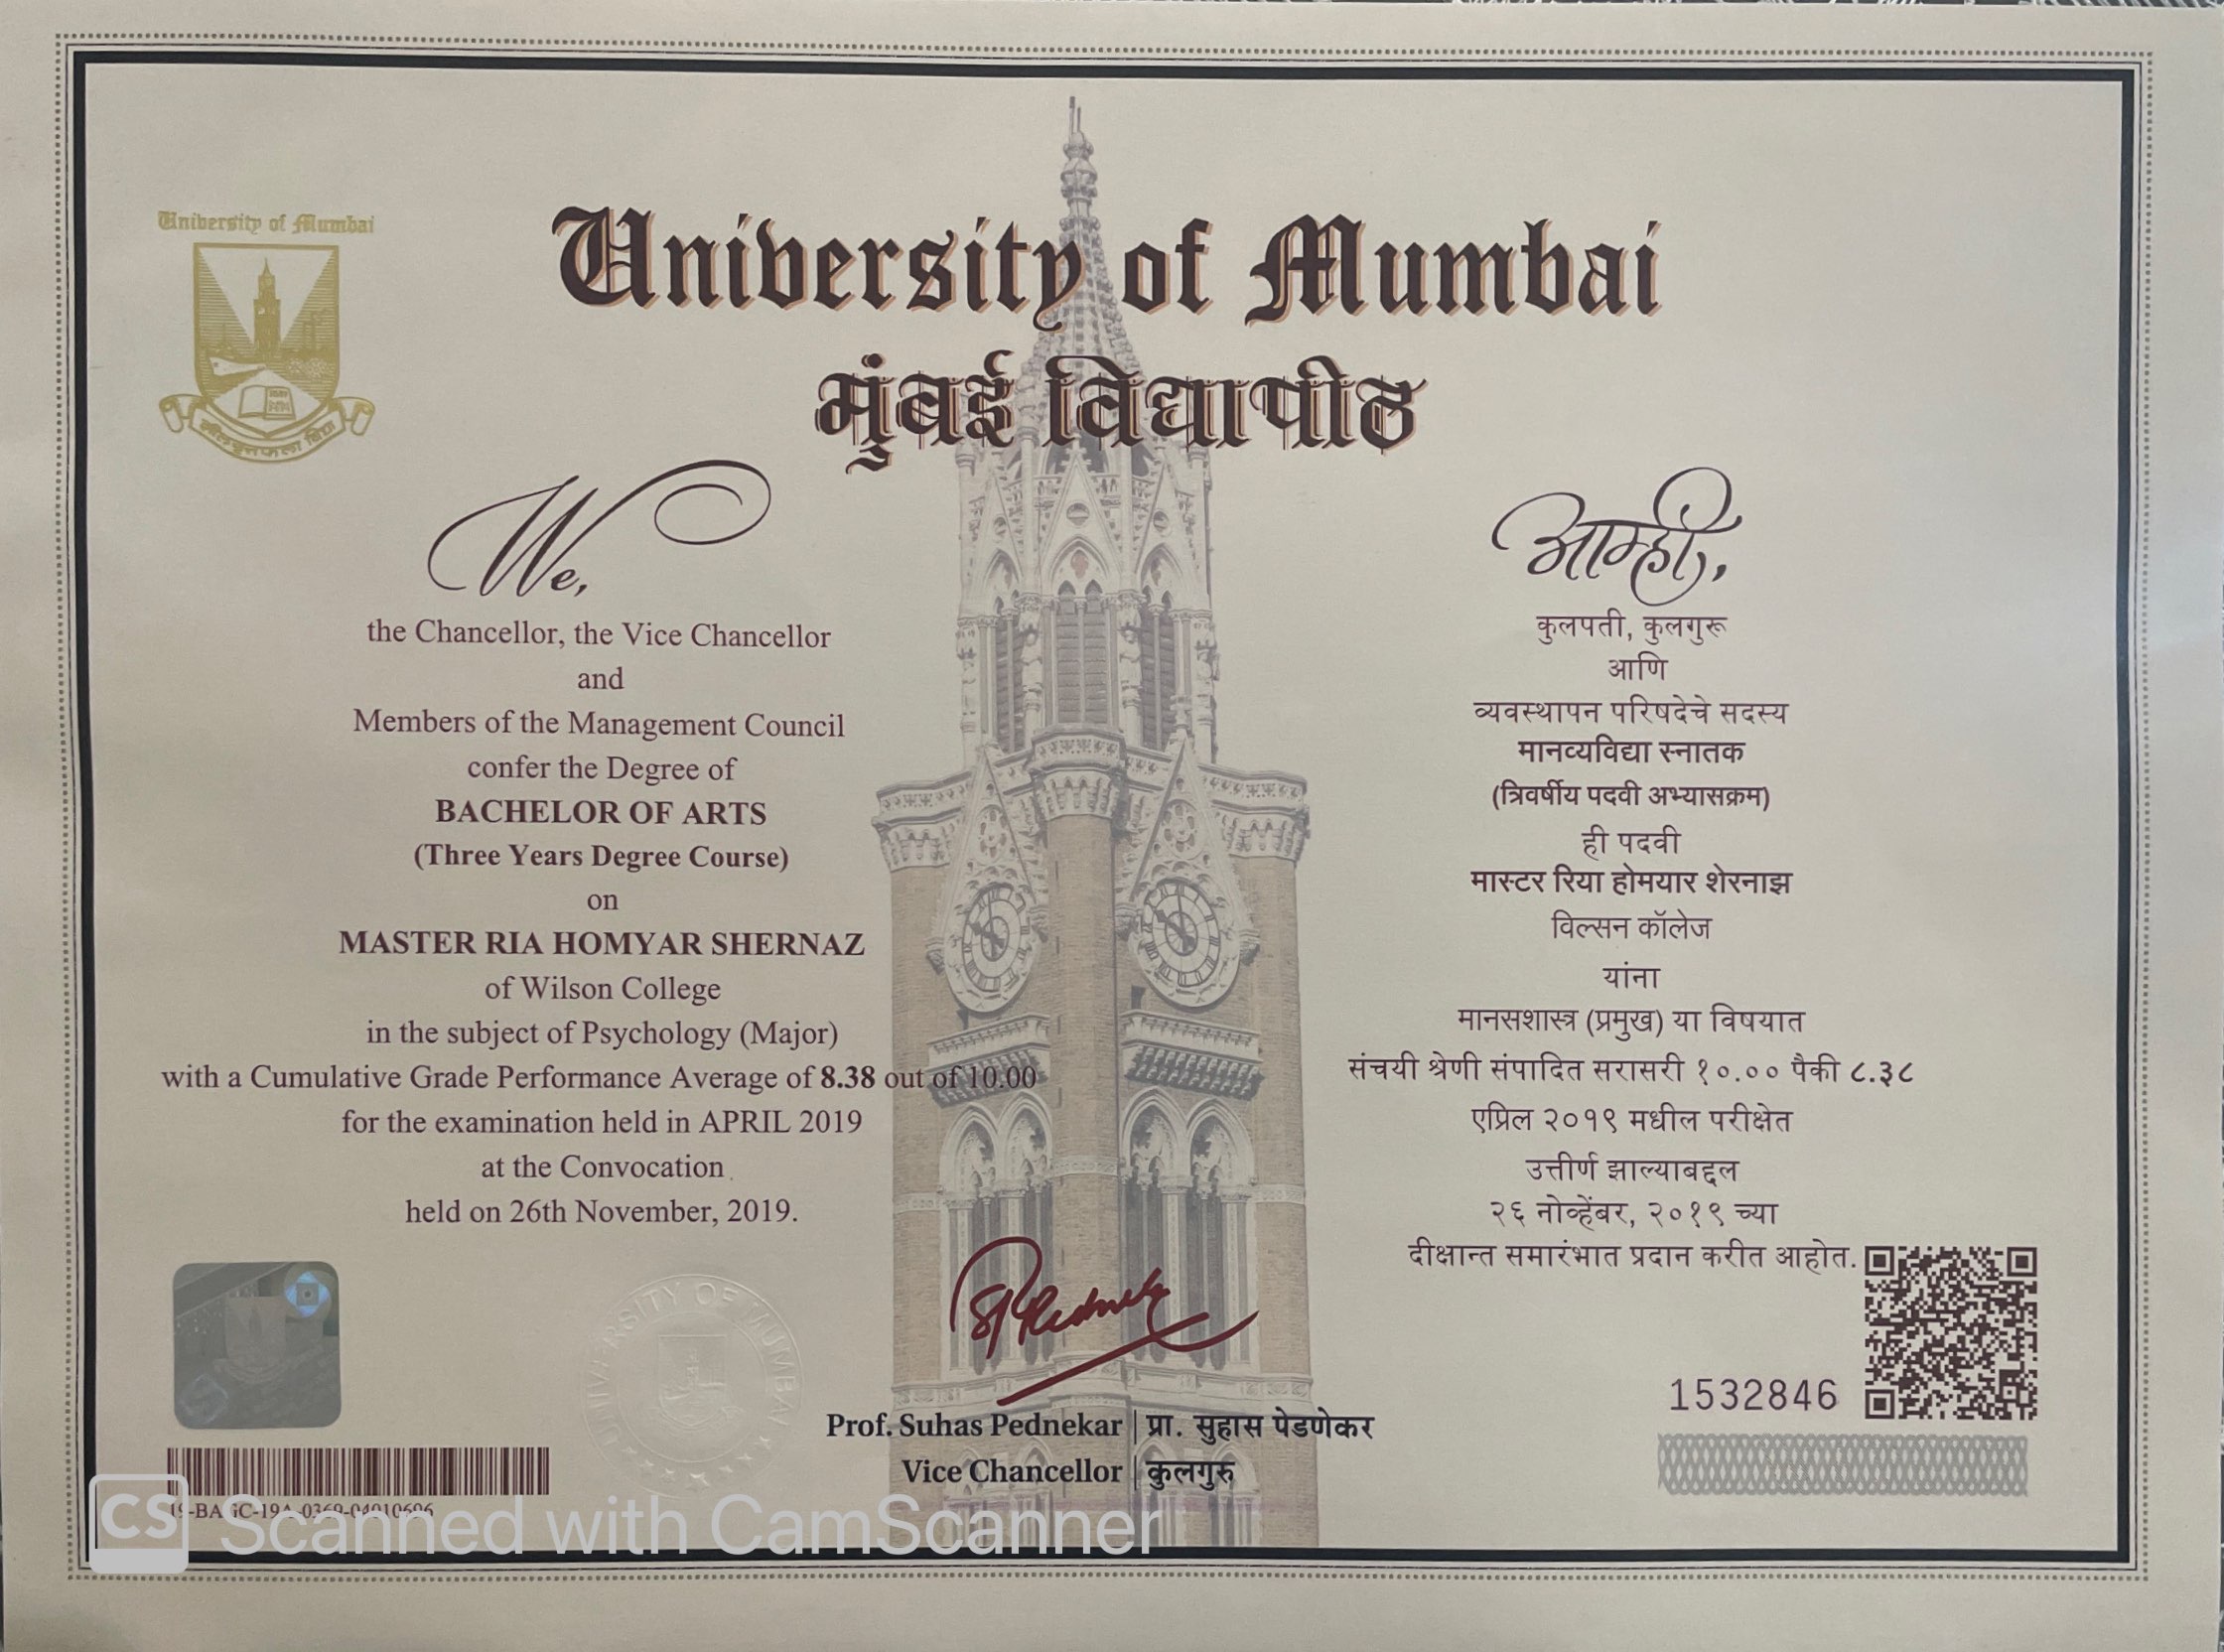 University of Mumbai
University of Mumbai
मुंबई विद्यापीठ
We,
the Chancellor, the Vice Chancellor
and
Members of the Management Council
confer the Degree of
BACHELOR OF ARTS
(Three Years Degree Course)
on
MASTER RIA HOMYAR SHERNAZ
of Wilson College
in the subject of Psychology (Major)
with a Cumulative Grade Performance Average of 8.38 out of 10.00
for the examination held in APRIL 2019
at the Convocation
held on 26th November, 2019.
आम्ही,
कुलपती, कुलगुरू
आणि
व्यवस्थापन परिषदेचे सदस्य
मानव्यविद्या स्नातक
(त्रिवर्षीय पदवी अभ्यासक्रम)
ही पदवी
मास्टर रिया होमयार शेरनाझ
विल्सन कॉलेज
यांना
मानसशास्त्र (प्रमुख) या विषयात
संचयी श्रेणी संपादित सरासरी १०.०० पैकी ८.३८
एप्रिल २०१९ मधील परीक्षेत
उत्तीर्ण झाल्याबद्दल
२६ नोव्हेंबर, २०१९ च्या
दीक्षान्त समारंभात प्रदान करीत आहोत.
UNIVERSITY OF MUMBAI
1532846
Prof. Suhas Pednekar | प्रा. सुहास पेडणेकर
Vice Chancellor | कुलगुरु
CS Scanned with CamScanner